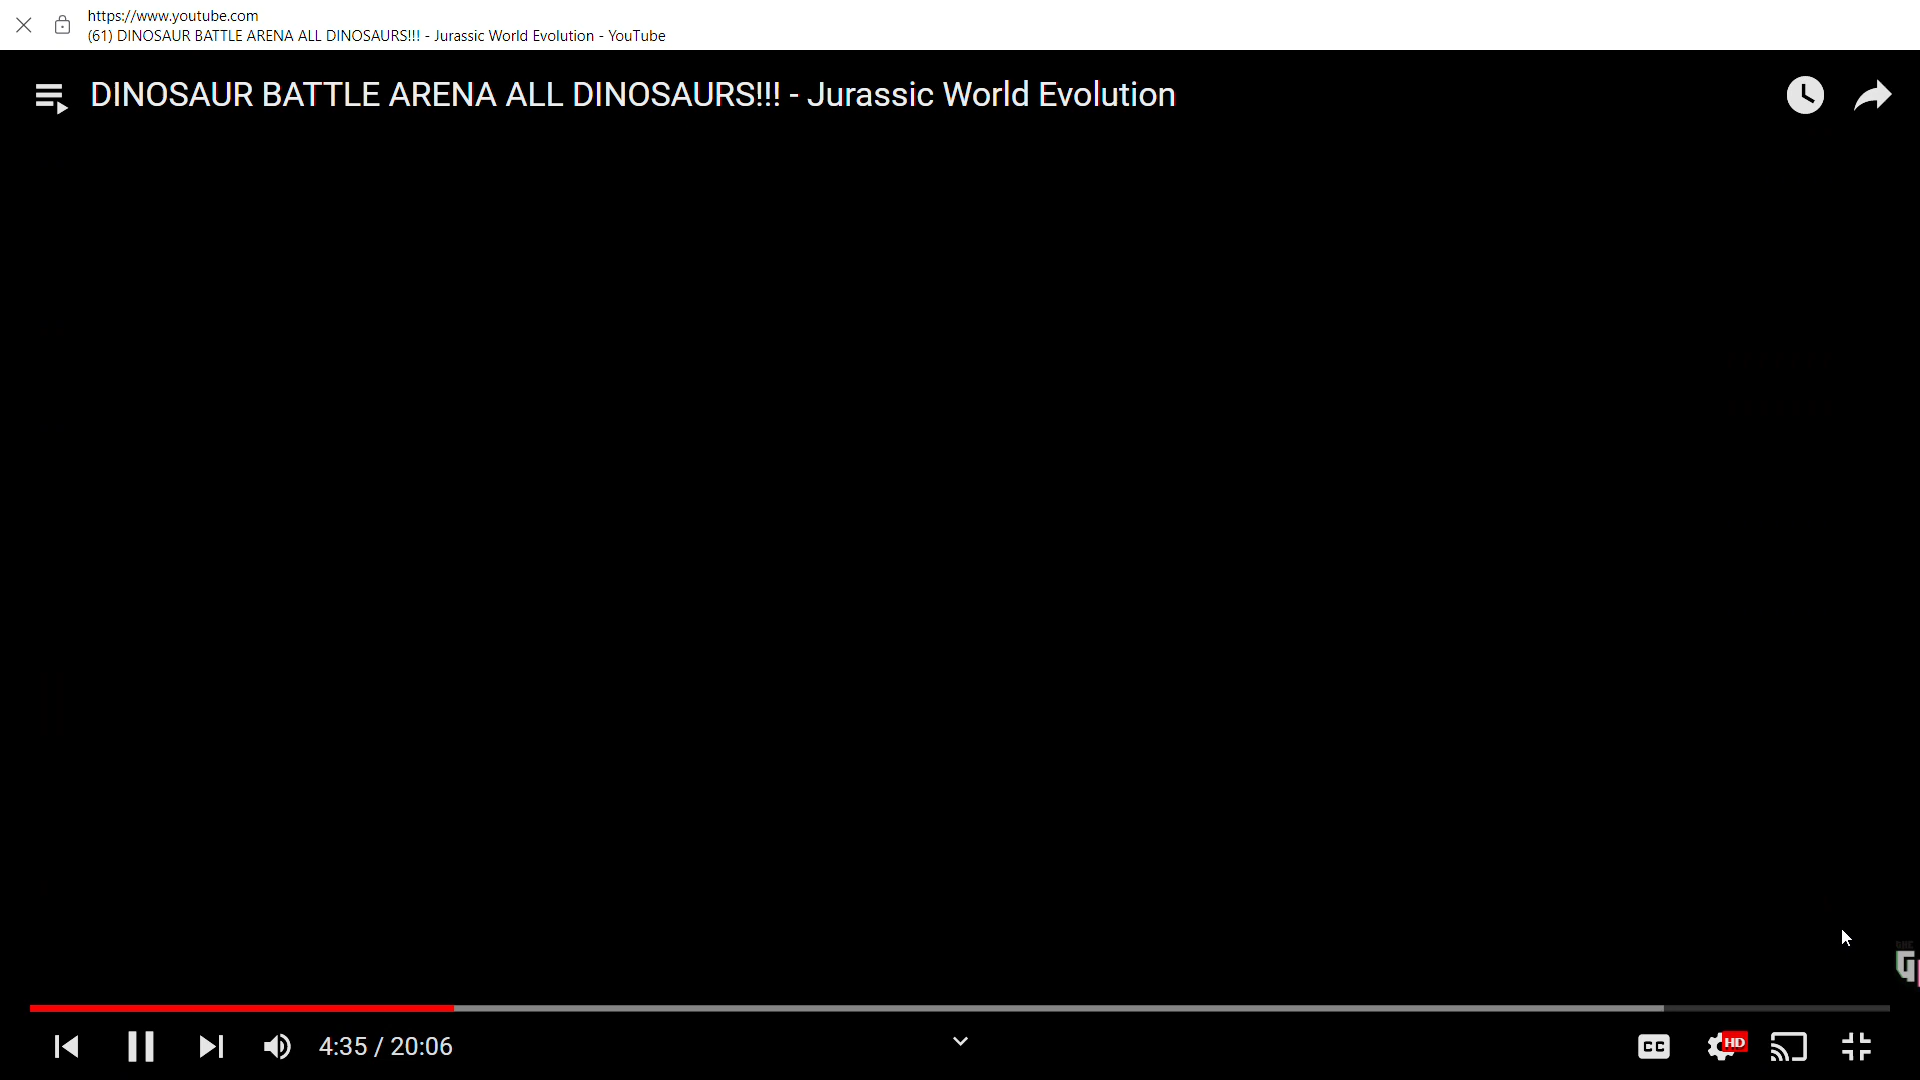 https://www.youtube.com
(61) DINOSAUR BATTLE ARENA ALL DINOSAURS!!! - Jurassic World Evolution - YouTube
DINOSAUR BATTLE ARENA ALL DINOSAURS!!! - Jurassic World Evolution
4:35 / 20:06
CC
HD